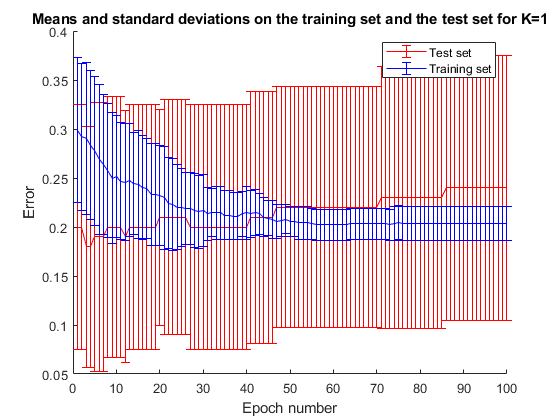 Means and standard deviations on the training set and the test set for K=1
Test set
Training set
0.4
0.35
0.3
0.25
0.2
0.15
0.1
0.05
Error
0 10 20 30 40 50 60 70 80 90 100
Epoch number